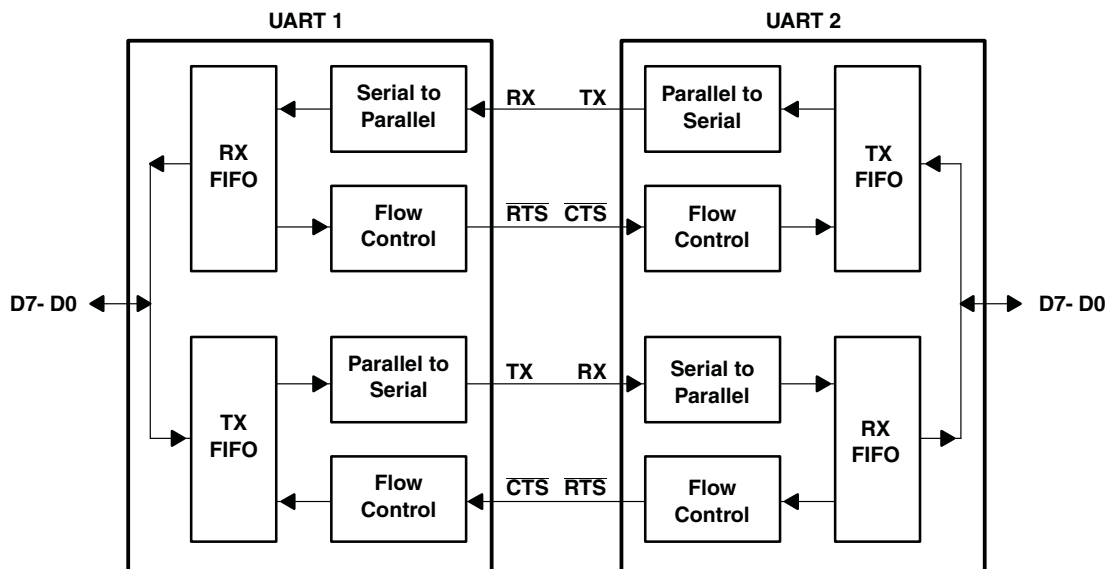 UART 1
UART 2
Serial to
Parallel
RX
TX
Parallel to
Serial
RX
FIFO
TX
FIFO
Flow
Control
RTS
CTS
Flow
Control
D7- D0
D7- D0
Parallel to
Serial
TX
RX
Serial to
Parallel
TX
FIFO
RX
FIFO
Flow
Control
CTS
RTS
Flow
Control